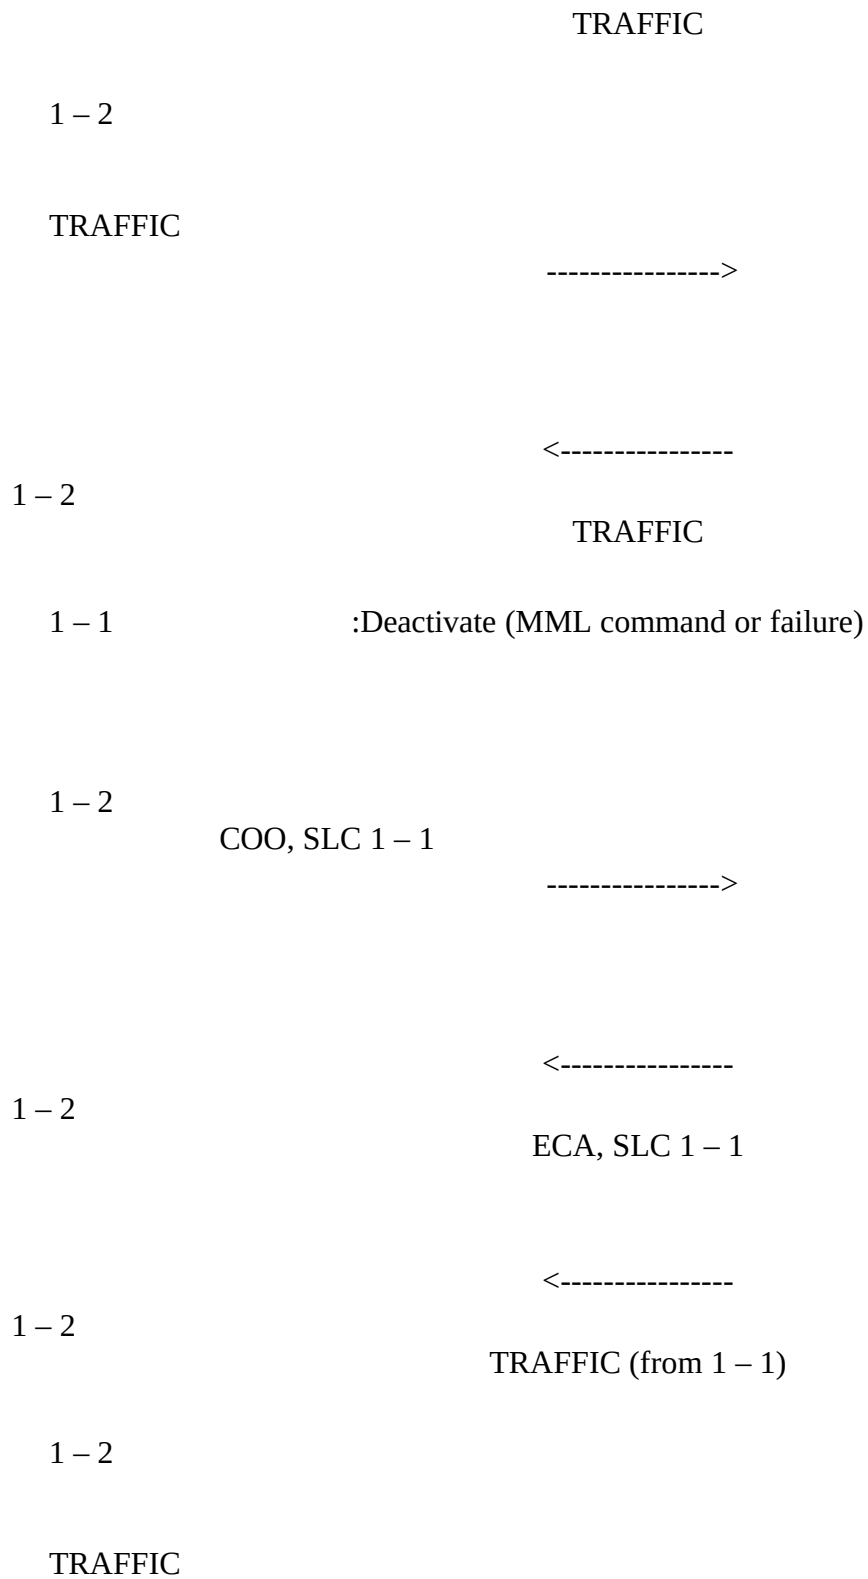 TRAFFIC
1 – 2
TRAFFIC
---------------->
<----------------
1 – 2
TRAFFIC
1 – 1 :Deactivate (MML command or failure)
1 – 2
COO, SLC 1 – 1
---------------->
<----------------
1 – 2
ECA, SLC 1 – 1
<----------------
1 – 2
TRAFFIC (from 1 – 1)
1 – 2
TRAFFIC